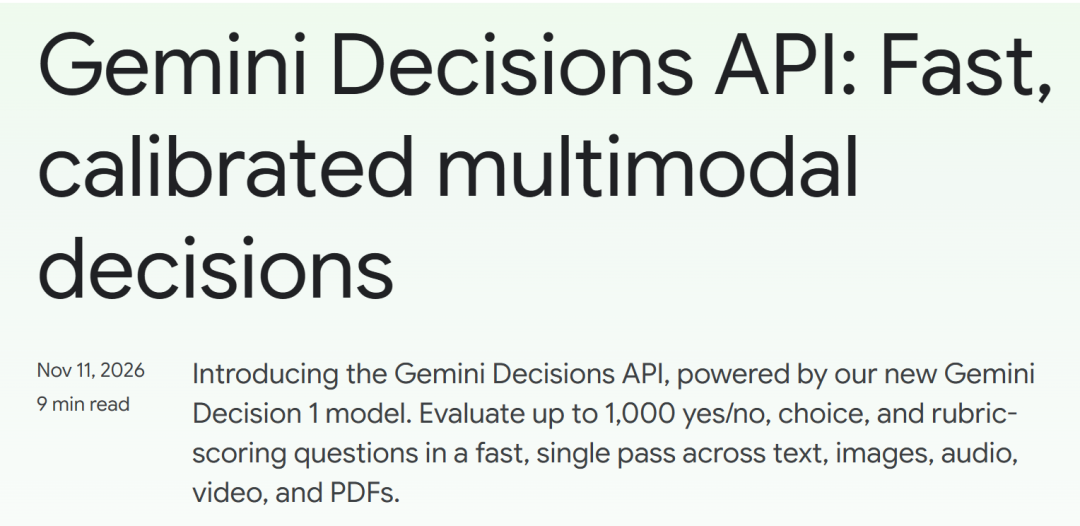 Gemini Decisions API: Fast,
calibrated multimodal
decisions
Nov 11, 2026
9 min read
Introducing the Gemini Decisions API, powered by our new Gemini
Decision 1 model. Evaluate up to 1,000 yes/no, choice, and rubric-
scoring questions in a fast, single pass across text, images, audio,
video, and PDFs.